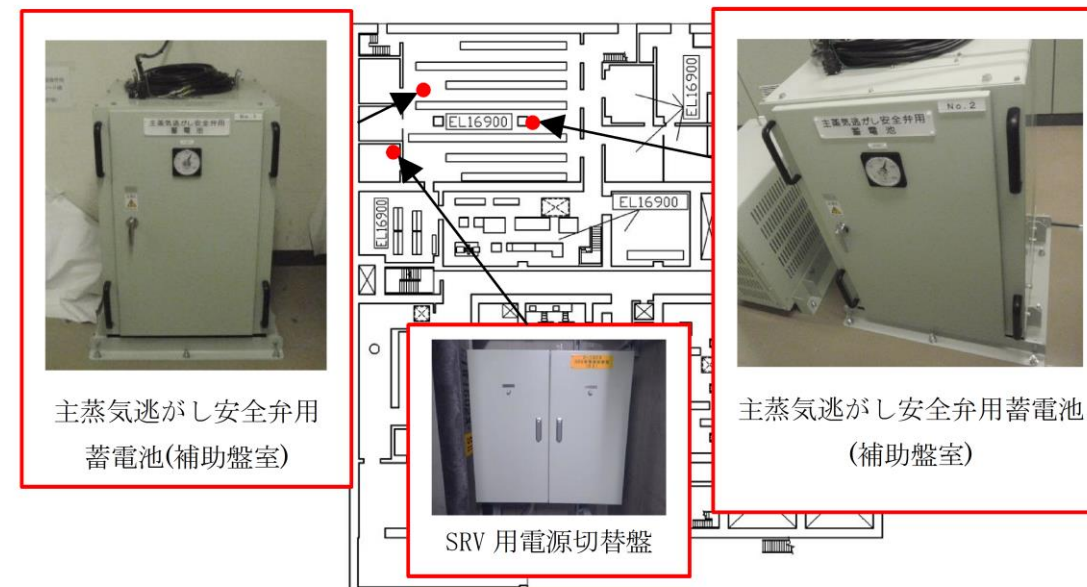 No.1
主蒸気逃がし安全弁用
蓄電池
主蒸気逃がし安全弁用
蓄電池(補助盤室)
EL16900
EL16900
EL16900
EL16900
SRV 用電源切替盤
No.2
主蒸気逃がし安全弁用
蓄電池
主蒸気逃がし安全弁用蓄電池
(補助盤室)